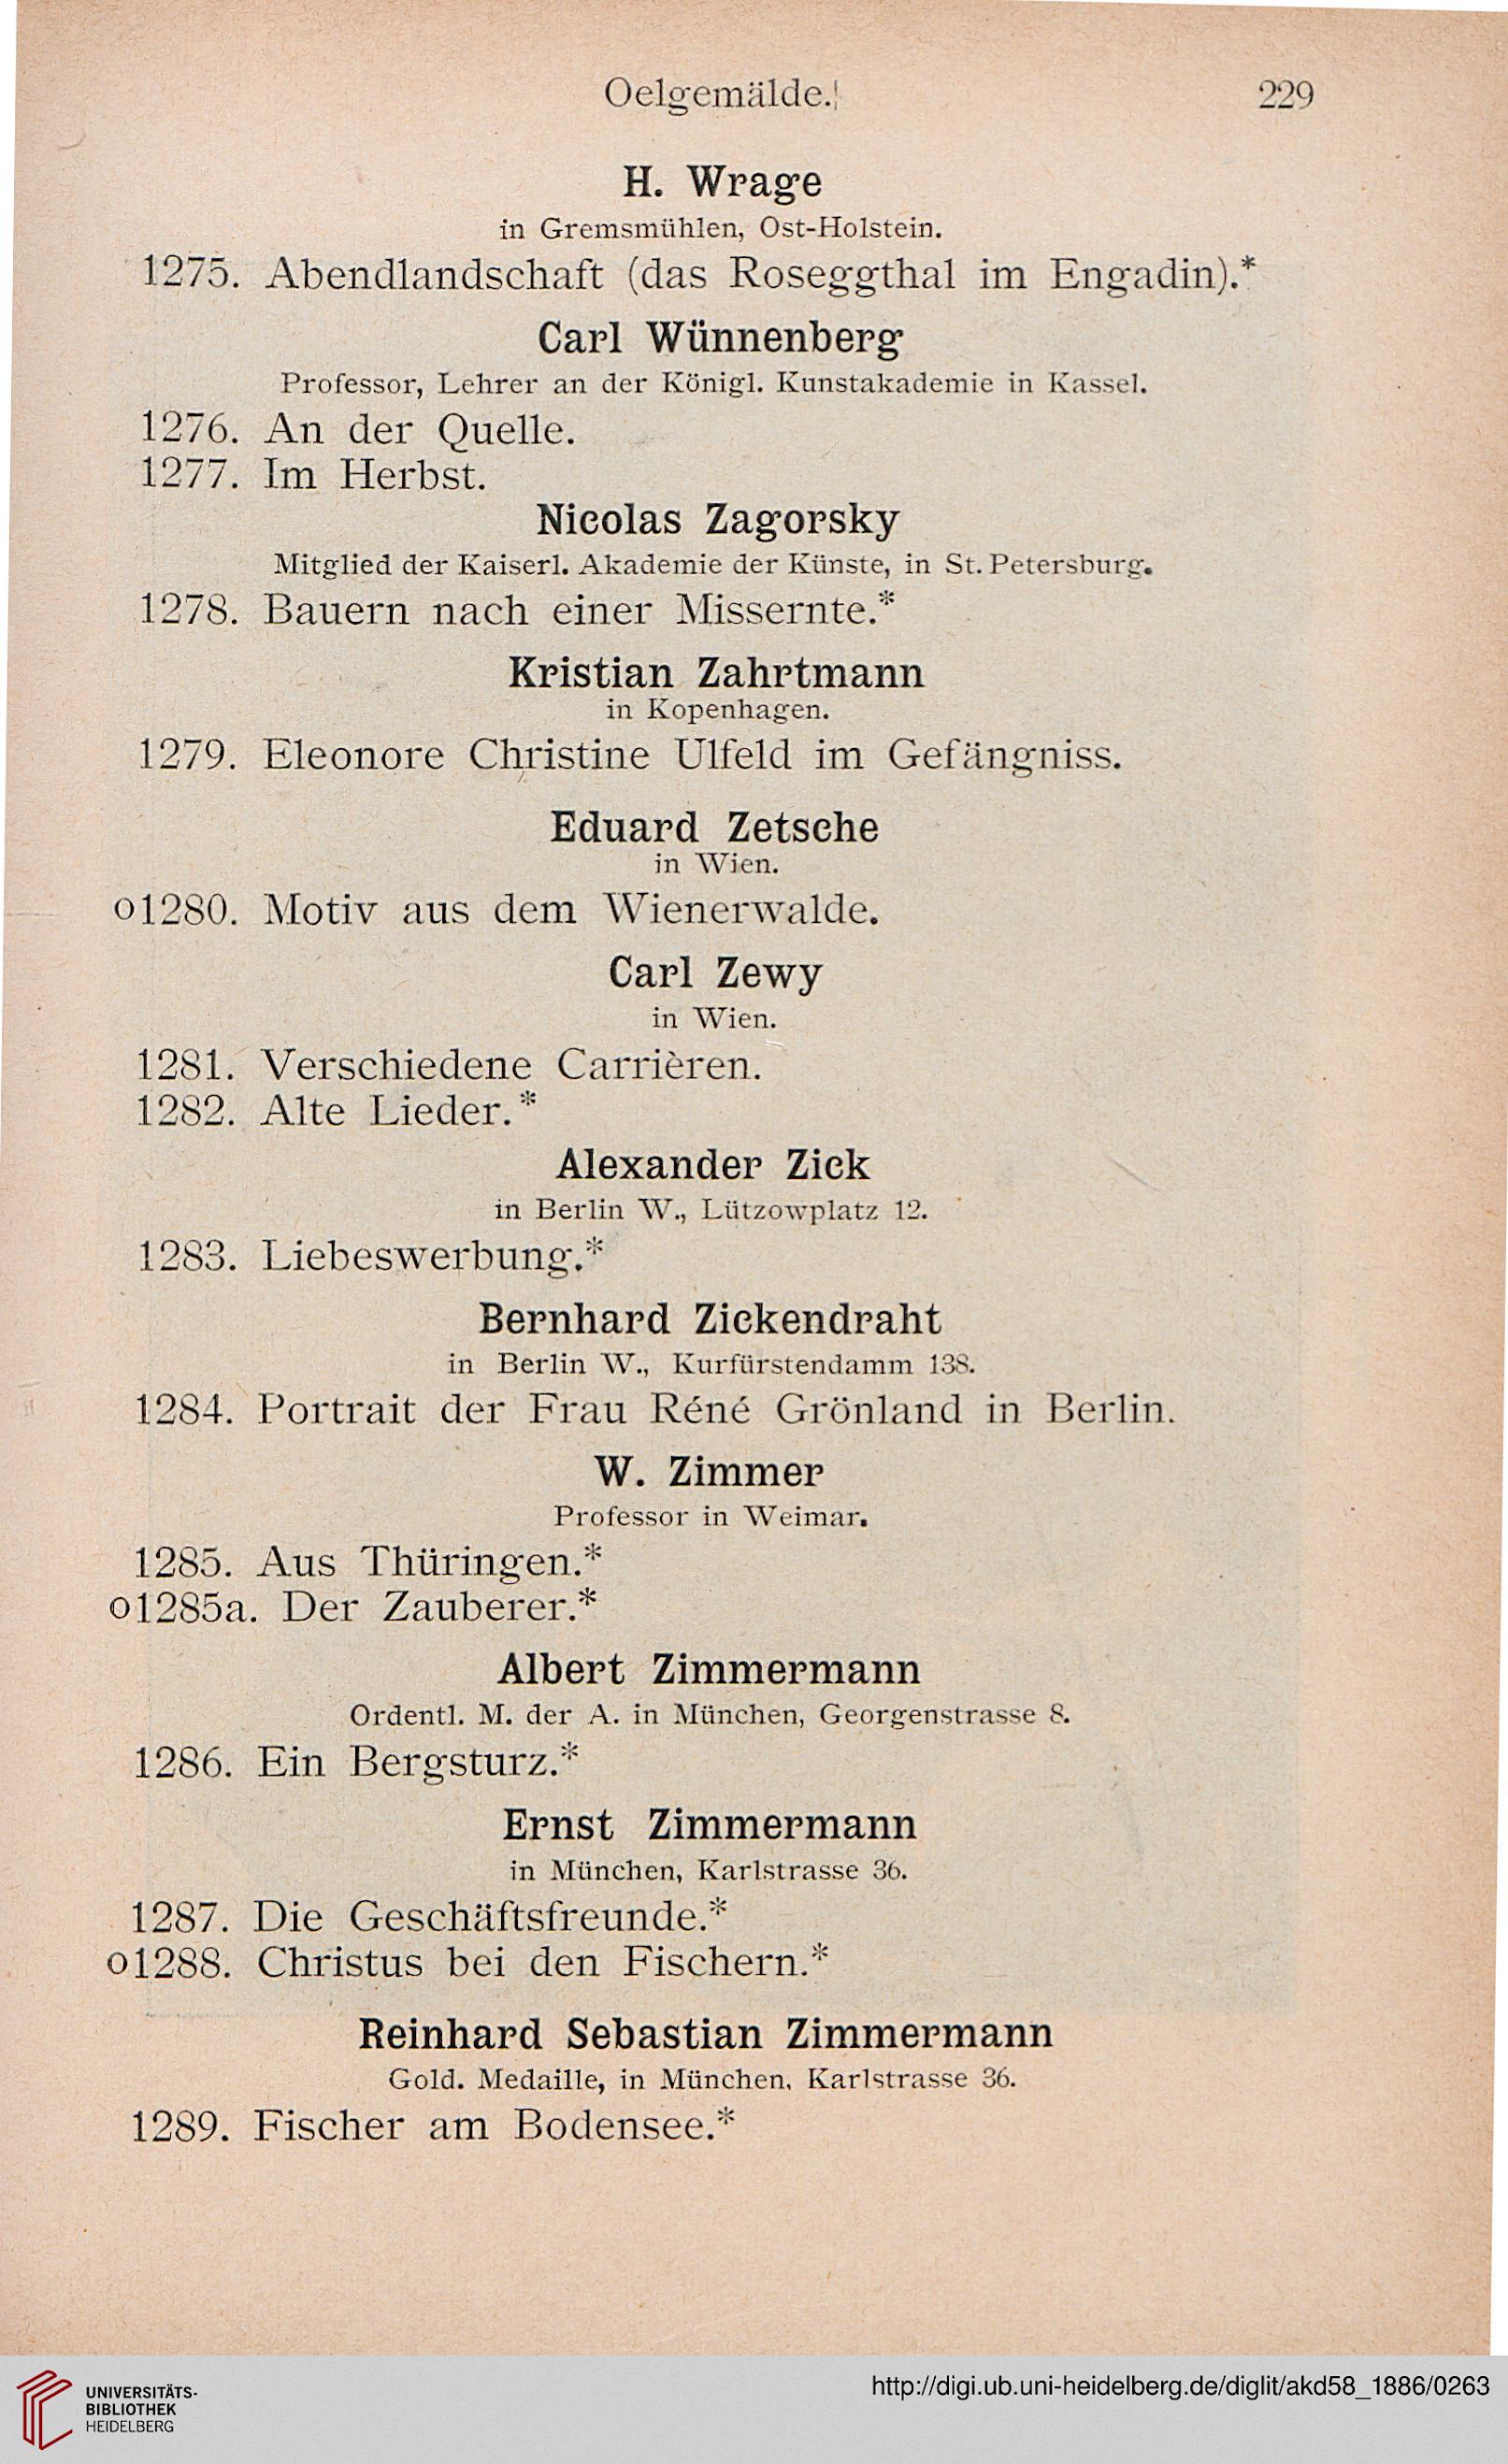 Oelgemälde. 229
H. Wrage
in Gremsmühlen, Ost-Holstein.
1275. Abendlandschaft (das Roseggthal im Engadin).*
Carl Wünnenberg
Professor, Lehrer an der Königl. Kunstakademie in Kassel.
1276. An der Quelle.
1277. Im Herbst.
Nicolas Zagorsky
Mitglied der Kaiserl. Akademie der Künste, in St. Petersburg.
1278. Bauern nach einer Missernte.*
Kristian Zahrtmann
in Kopenhagen.
1279. Eleonore Christine Ulfeld im Gefängniss.
Eduard Zetsche
in Wien.
o1280. Motiv aus dem Wienerwalde.
Carl Zewy
in Wien.
1281. Verschiedene Carrièren.
1282. Alte Lieder.*
Alexander Zick
in Berlin W., Lützowplatz 12.
1283. Liebeswerbung.*
Bernhard Zickendraht
in Berlin W., Kurfürstendamm 138.
1284. Portrait der Frau Réné Grönland in Berlin.
W. Zimmer
Professor in Weimar.
1285. Aus Thüringen.*
o1285a. Der Zauberer.*
Albert Zimmermann
Ordentl. M. der A. in München, Georgenstrasse 8.
1286. Ein Bergsturz.*
Ernst Zimmermann
in München, Karlstrasse 36.
1287. Die Geschäftsfreunde.*
o1288. Christus bei den Fischern.*
Reinhard Sebastian Zimmermann
Gold. Medaille, in München, Karlstrasse 36.
1289. Fischer am Bodensee.*
UNIVERSITÄTS-
BIBLIOTHEK
HEIDELBERG
http://digi.ub.uni-heidelberg.de/diglit/akd58_1886/0263